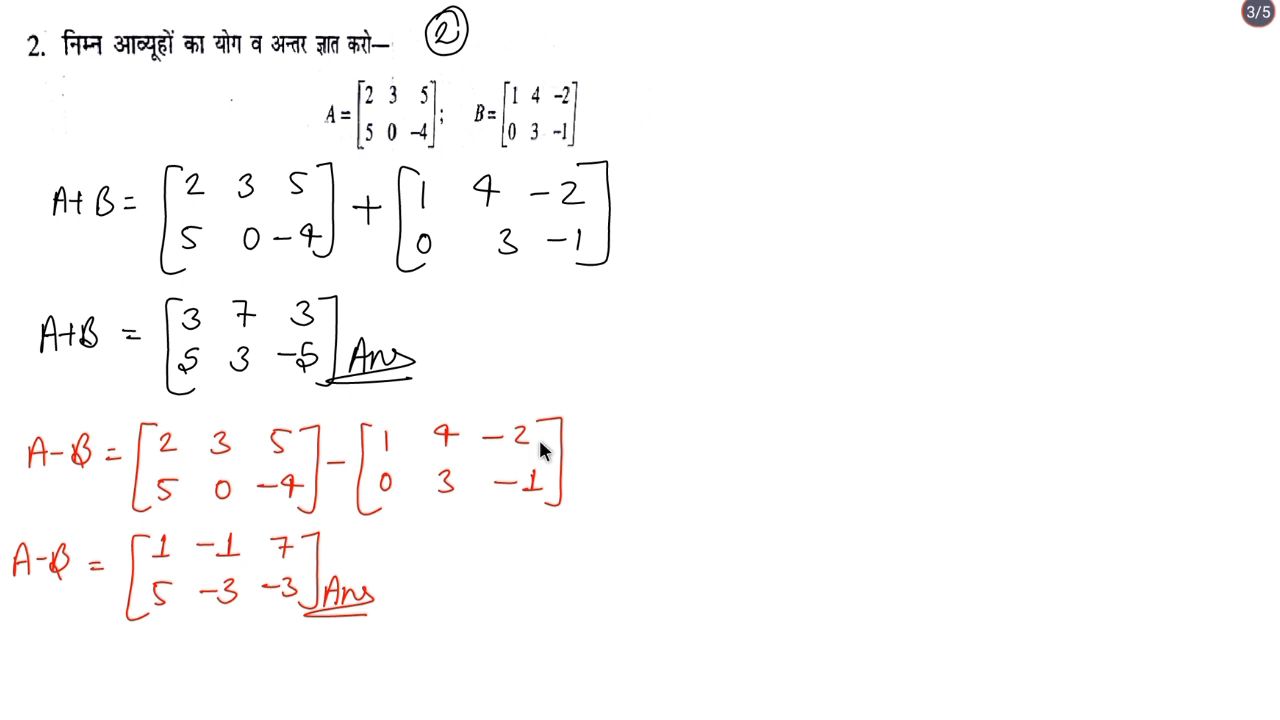 3/5
2. निम्न आव्यूहों का योग व अन्तर ज्ञात करो— 2
A = [2 3 5; 5 0 -4]; B = [1 4 -2; 0 3 -1]
A+B = [2 3 5; 5 0 -4] + [1 4 -2; 0 3 -1]
A+B = [3 7 3; 5 3 -5] Ans
A-B = [2 3 5; 5 0 -4] - [1 4 -2; 0 3 -1]
A-B = [1 -1 7; 5 -3 -3] Ans